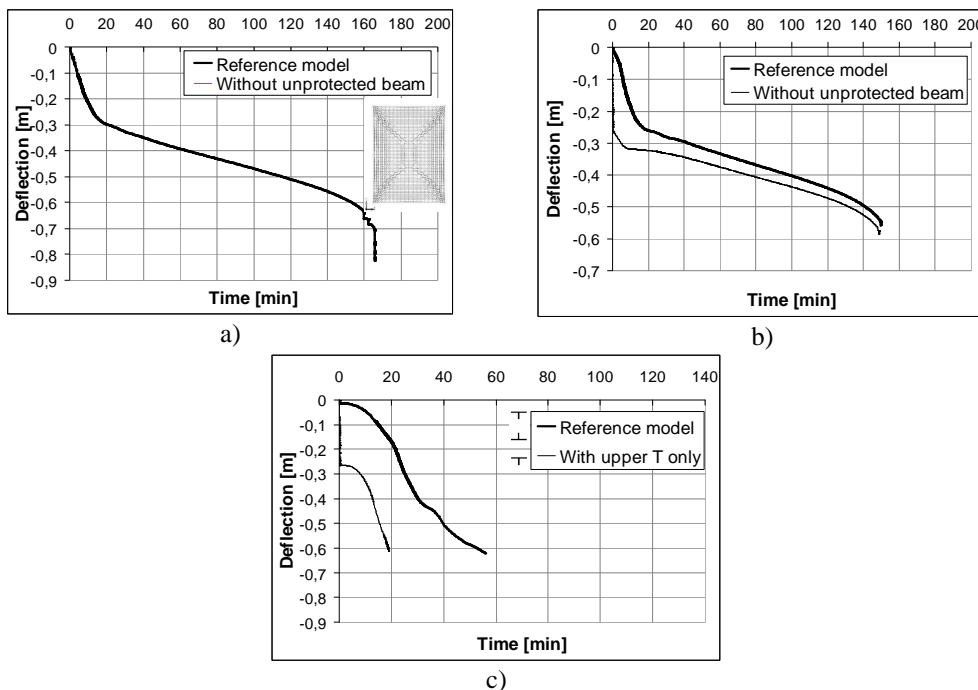 0 20 40 60 80 100 120 140 160 180 200
0
-0,1
-0,2
-0,3
-0,4
-0,5
-0,6
-0,7
-0,8
-0,9
Deflection [m]
Reference model
Without unprotected beam
Time [min]
a)
0 20 40 60 80 100 120 140 160 180 200
0
-0,1
-0,2
-0,3
-0,4
-0,5
-0,6
-0,7
Deflection [m]
Reference model
Without unprotected beam
Time [min]
b)
0 20 40 60 80 100 120 140
0
-0,1
-0,2
-0,3
-0,4
-0,5
-0,6
-0,7
-0,8
-0,9
Deflection [m]
Reference model
With upper T only
Time [min]
c)